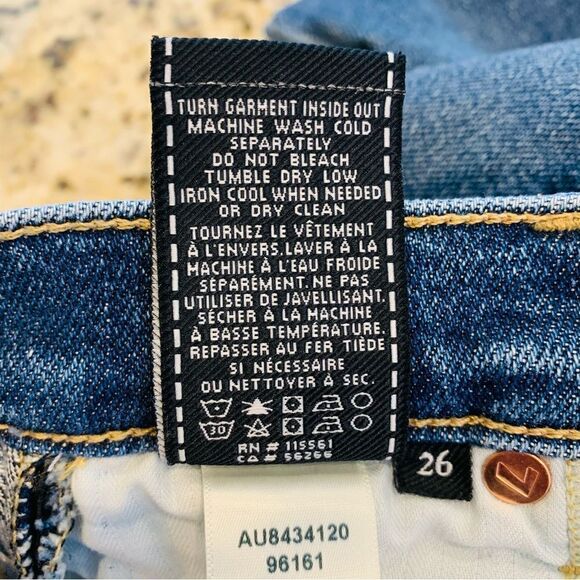 TURN GARMENT INSIDE OUT
MACHINE WASH COLD
SEPARATELY
DO NOT BLEACH
TUMBLE DRY LOW
IRON COOL WHEN NEEDED
OR DRY CLEAN
TOURNEZ LE VÊTEMENT
À L'ENVERS.LAVER À LA
MACHINE À L'EAU FROIDE
SÉPARÉMENT. NE PAS
UTILISER DE JAVELLISANT.
SÉCHER À LA MACHINE
À BASSE TEMPÉRATURE.
REPASSER AU FER TIÈDE
SI NÉCESSAIRE
OU NETTOYER À SEC.
30
RN # 115561
CA # 56266
26
AU8434120
96161